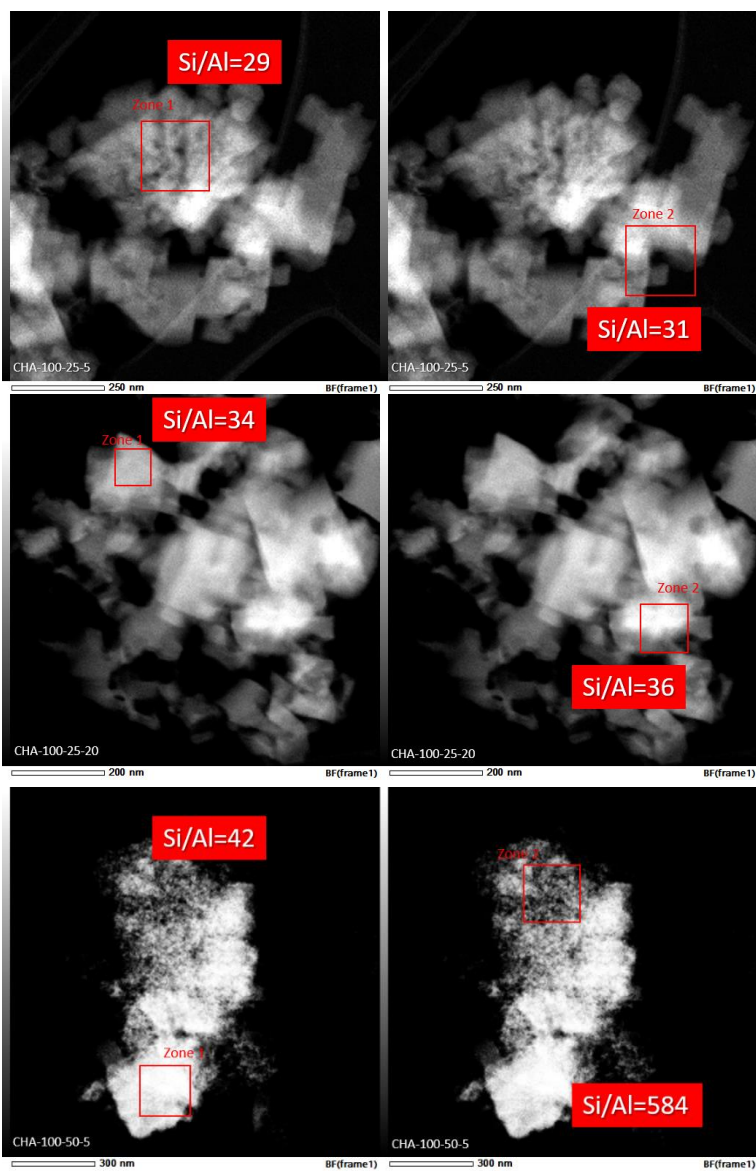 Si/Al=29
Zone 1
CHA-100-25-5
250 nm
BF(frame1)
Zone 2
Si/Al=31
CHA-100-25-5
250 nm
BF(frame1)
Si/Al=34
Zone 1
CHA-100-25-20
200 nm
BF(frame1)
Zone 2
Si/Al=36
CHA-100-25-20
200 nm
BF(frame1)
Si/Al=42
Zone
CHA-100-50-5
300 nm
BF(frame1)
Zone
Si/Al=584
CHA-100-50-5
300 nm
BF(frame1)